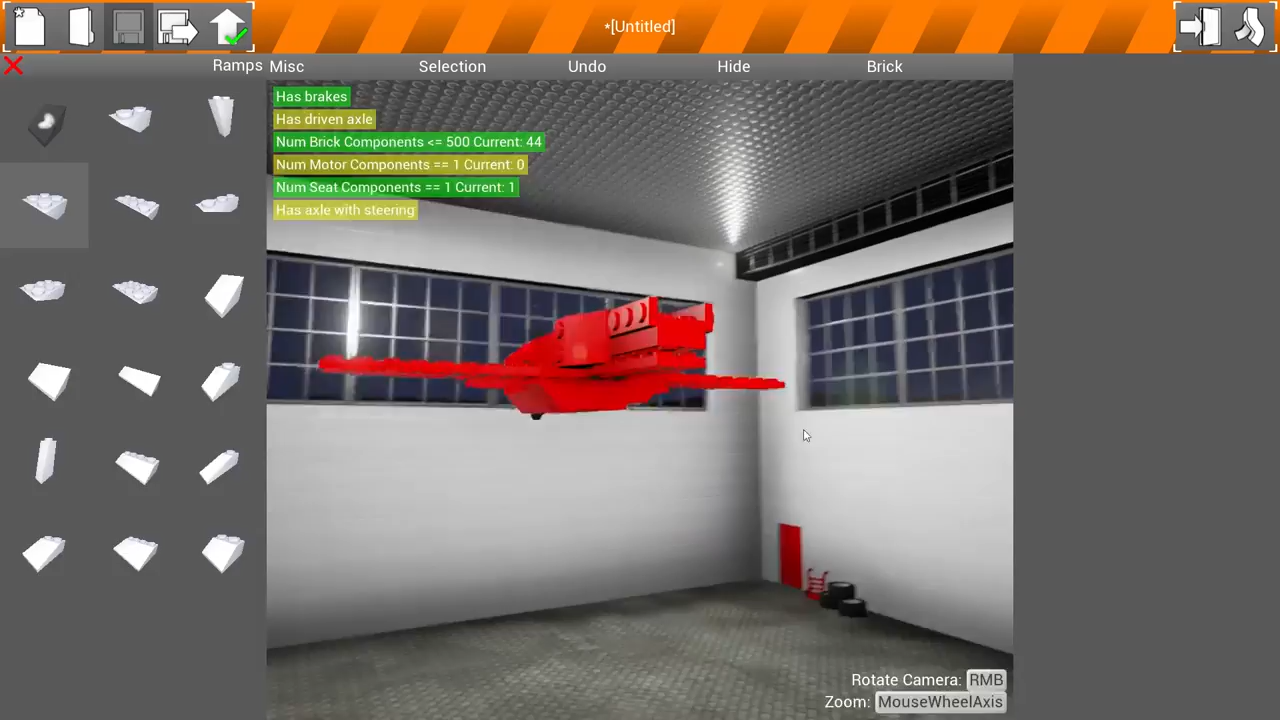 *[Untitled]
Ramps
Misc
Selection
Undo
Hide
Brick
Has brakes
Has driven axle
Num Brick Components <= 500 Current: 44
Num Motor Components == 1 Current: 0
Num Seat Components == 1 Current: 1
Has axle with steering
Rotate Camera: RMB
Zoom: MouseWheelAxis